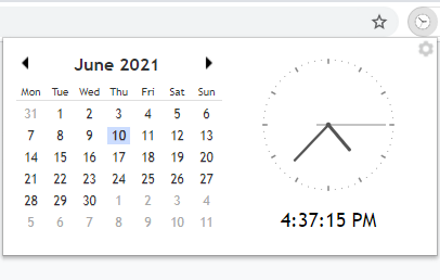 June 2021
Mon Tue Wed Thu Fri Sat Sun
31 1 2 3 4 5 6
7 8 9 10 11 12 13
14 15 16 17 18 19 20
21 22 23 24 25 26 27
28 29 30 1 2 3 4
5 6 7 8 9 10 11
4:37:15 PM